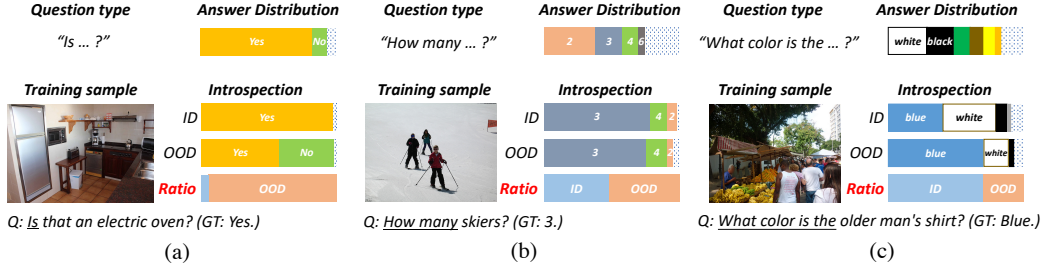 Question type
Answer Distribution
"Is ... ?"
Yes
No
Training sample
Introspection
ID
Yes
OOD
Yes
No
Ratio
OOD
Q: Is that an electric oven? (GT: Yes.)
(a)
Question type
Answer Distribution
"How many ... ?"
2
3
4
6
Training sample
Introspection
ID
3
4
2
OOD
3
4
2
Ratio
ID
OOD
Q: How many skiers? (GT: 3.)
(b)
Question type
Answer Distribution
"What color is the ... ?"
white
black
Training sample
Introspection
ID
blue
white
OOD
blue
white
Ratio
ID
OOD
Q: What color is the older man's shirt? (GT: Blue.)
(c)